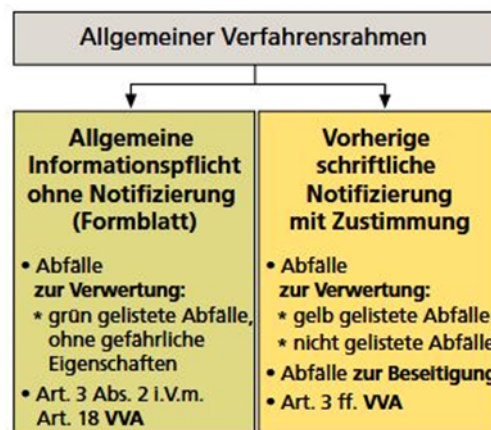 Allgemeiner Verfahrensrahmen
Allgemeine
Informationspflicht
ohne Notifizierung
(Formblatt)
• Abfälle
zur Verwertung:
* grün gelistete Abfälle,
ohne gefährliche
Eigenschaften
• Art. 3 Abs. 2 i.V.m.
Art. 18 VVA
Vorherige
schriftliche
Notifizierung
mit Zustimmung
• Abfälle
zur Verwertung:
* gelb gelistete Abfälle
* nicht gelistete Abfälle
• Abfälle zur Beseitigung
• Art. 3 ff. VVA